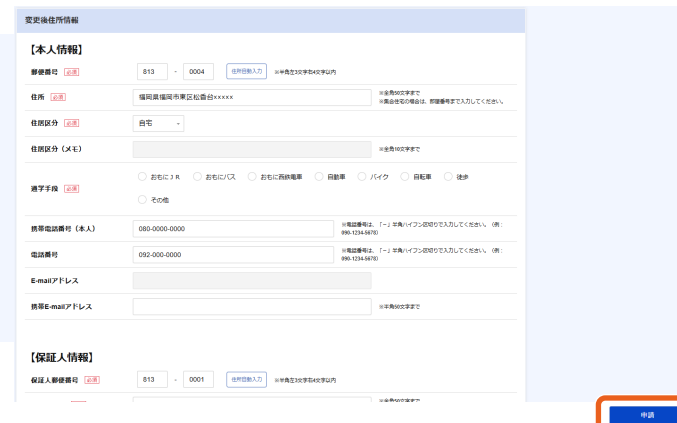 変更後住所情報
【本人情報】
郵便番号 必須 813 - 0004 住所自動入力 ※半角左3文字右4文字以内
住所 必須 福岡県福岡市東区松香台××××× ※全角50文字まで
※集合住宅の場合は、部屋番号まで入力してください。
住居区分 必須 自宅
住居区分（メモ） ※全角10文字まで
通学手段 必須 おもにJR おもにバス おもに西鉄電車 自動車 バイク 自転車 徒歩
その他
携帯電話番号（本人） 080-0000-0000 ※電話番号は、「－」半角ハイフン区切りで入力してください。（例：
090-1234-5678）
電話番号 092-000-0000 ※電話番号は、「－」半角ハイフン区切りで入力してください。（例：
090-1234-5678）
E-mailアドレス
携帯E-mailアドレス ※半角50文字まで
【保証人情報】
保証人郵便番号 必須 813 - 0001 住所自動入力 ※半角左3文字右4文字以内
※全角50文字まで
申請